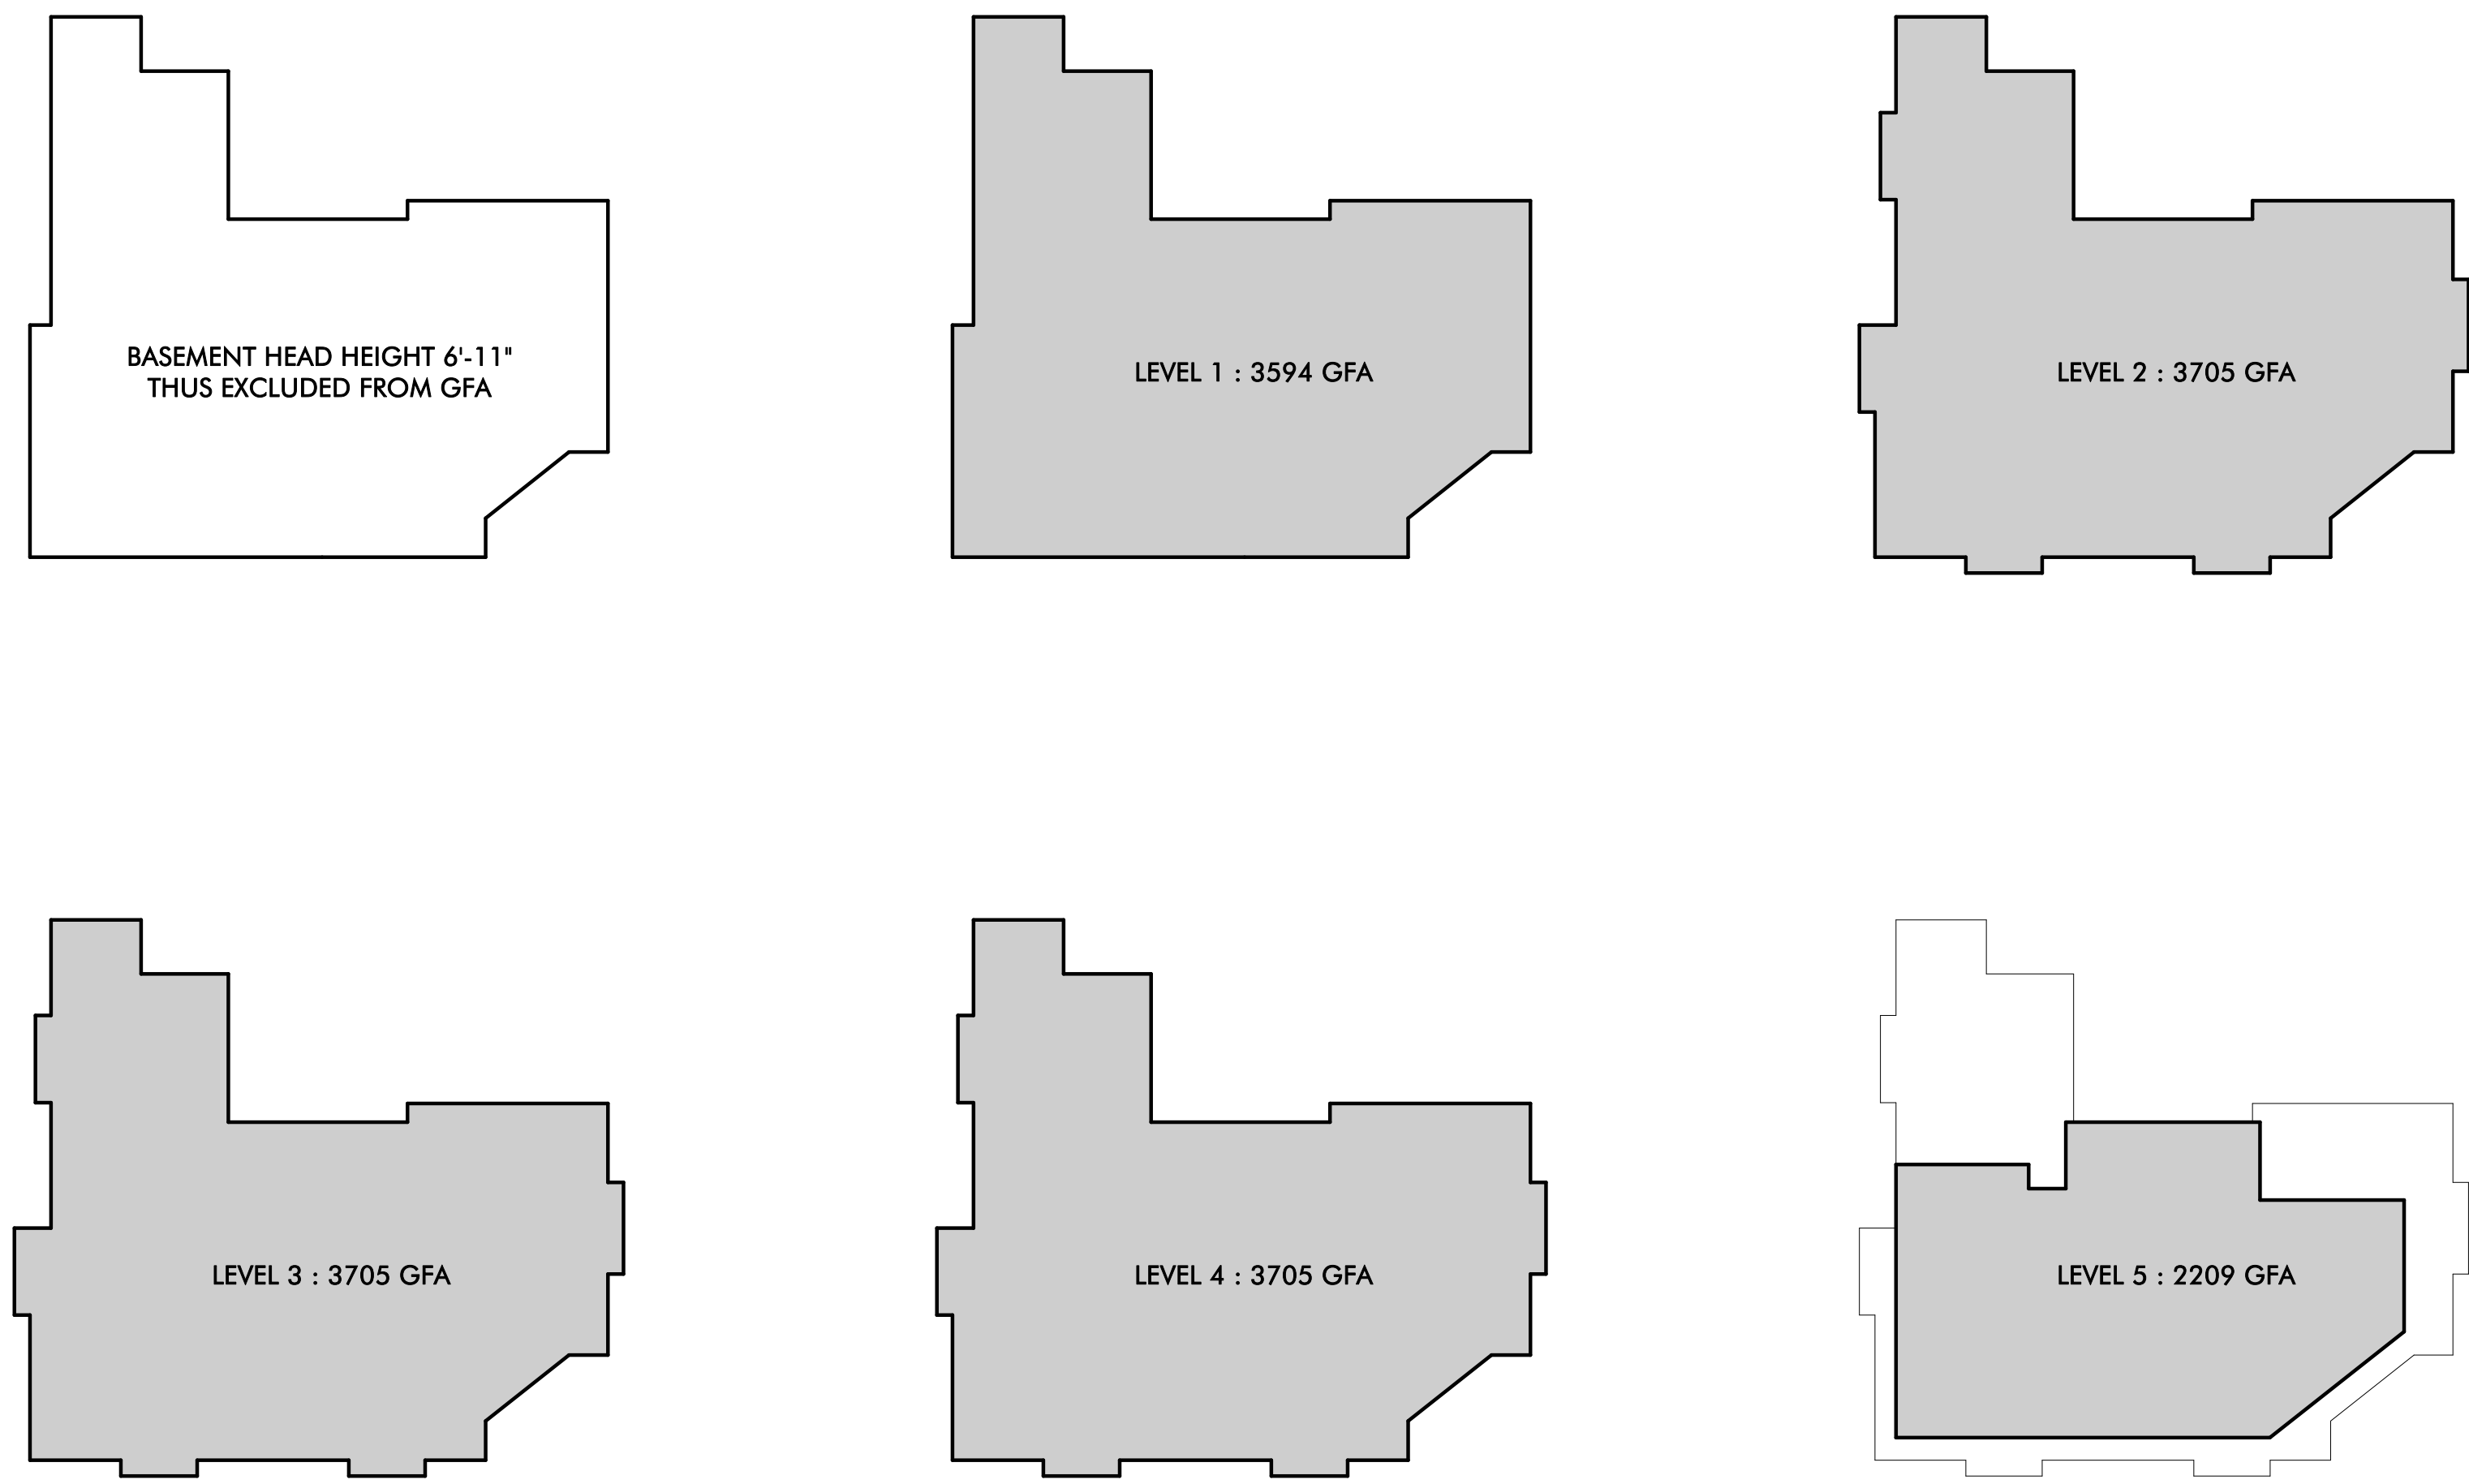 BASEMENT HEAD HEIGHT 6'-11"
THUS EXCLUDED FROM GFA
LEVEL 1 : 3594 GFA
LEVEL 2 : 3705 GFA
LEVEL 3 : 3705 GFA
LEVEL 4 : 3705 GFA
LEVEL 5 : 2209 GFA